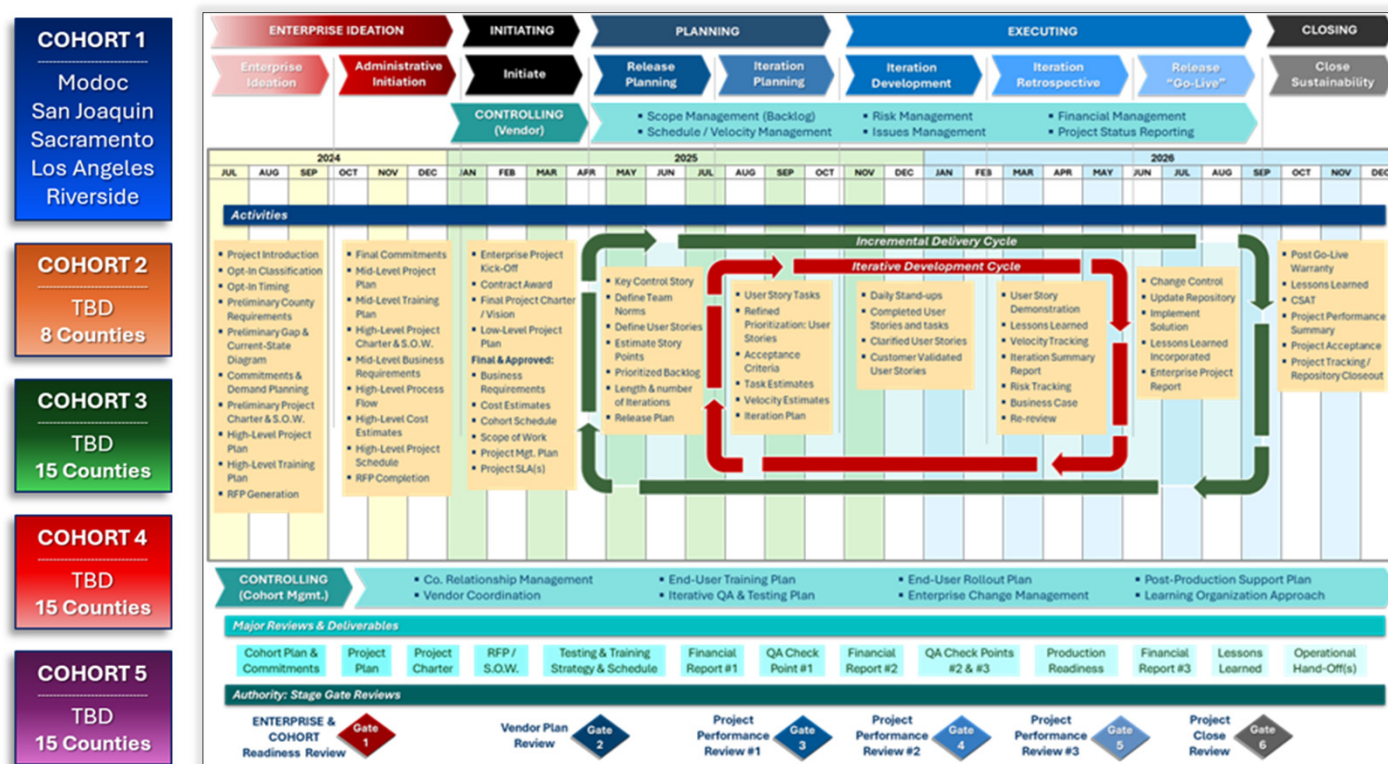 COHORT 1
Modoc
San Joaquin
Sacramento
Los Angeles
Riverside
COHORT 2
TBD
8 Counties
COHORT 3
TBD
15 Counties
COHORT 4
TBD
15 Counties
COHORT 5
TBD
15 Counties
ENTERPRISE IDEATION
INITIATING
PLANNING
EXECUTING
CLOSING
Enterprise
Ideation
Administrative
Initiation
Initiate
Release
Planning
Iteration
Planning
Iteration
Development
Iteration
Retrospective
Release
“Go-Live”
Close
Sustainability
CONTROLLING
(Vendor)
▪ Scope Management (Backlog)
▪ Schedule / Velocity Management
▪ Risk Management
▪ Issues Management
▪ Financial Management
▪ Project Status Reporting
2024 2025 2026
JUL AUG SEP OCT NOV DEC JAN FEB MAR APR MAY JUN JUL AUG SEP OCT NOV DEC JAN FEB MAR APR MAY JUN JUL AUG SEP OCT NOV DEC
Activities
Incremental Delivery Cycle
Iterative Development Cycle
▪ Project Introduction
▪ Opt-In Classification
▪ Opt-In Timing
▪ Preliminary County
Requirements
▪ Preliminary Gap &
Current-State
Diagram
▪ Commitments &
Demand Planning
▪ Preliminary Project
Charter & S.O.W.
▪ High-Level Project
Plan
▪ High-Level Training
Plan
▪ RFP Generation
▪ Final Commitments
▪ Mid-Level Project
Plan
▪ Mid-Level Training
Plan
▪ High-Level Project
Charter & S.O.W.
▪ Mid-Level Business
Requirements
▪ High-Level Process
Flow
▪ High-Level Cost
Estimates
▪ High-Level Project
Schedule
▪ RFP Completion
▪ Enterprise Project
Kick-Off
▪ Contract Award
▪ Final Project Charter
/ Vision
▪ Low-Level Project
Plan
Final & Approved:
▪ Business
Requirements
▪ Cost Estimates
▪ Cohort Schedule
▪ Scope of Work
▪ Project Mgt. Plan
▪ Project SLA(s)
▪ Key Control Story
▪ Define Team
Norms
▪ Define User Stories
▪ Estimate Story
Points
▪ Prioritized Backlog
▪ Length & number
of Iterations
▪ Release Plan
▪ User Story Tasks
▪ Refined
Prioritization: User
Stories
▪ Acceptance
Criteria
▪ Task Estimates
▪ Velocity Estimates
▪ Iteration Plan
▪ Daily Stand-ups
▪ Completed User
Stories and tasks
▪ Clarified User Stories
▪ Customer Validated
User Stories
▪ User Story
Demonstration
▪ Lessons Learned
▪ Velocity Tracking
▪ Iteration Summary
Report
▪ Risk Tracking
▪ Business Case
▪ Re-review
▪ Change Control
▪ Update Repository
▪ Implement
Solution
▪ Lessons Learned
Incorporated
▪ Enterprise Project
Report
▪ Post Go-Live
Warranty
▪ Lessons Learned
▪ CSAT
▪ Project Performance
Summary
▪ Project Acceptance
▪ Project Tracking /
Repository Closeout
CONTROLLING
(Cohort Mgmt.)
▪ Co. Relationship Management
▪ Vendor Coordination
▪ End-User Training Plan
▪ Iterative QA & Testing Plan
▪ End-User Rollout Plan
▪ Enterprise Change Management
▪ Post-Production Support Plan
▪ Learning Organization Approach
Major Reviews & Deliverables
Cohort Plan &
Commitments
Project
Plan
Project
Charter
RFP /
S.O.W.
Testing & Training
Strategy & Schedule
Financial
Report #1
QA Check
Point #1
Financial
Report #2
QA Check Points
#2 & #3
Production
Readiness
Financial
Report #3
Lessons
Learned
Operational
Hand-Off(s)
Authority: Stage Gate Reviews
ENTERPRISE &
COHORT
Readiness Review
Gate
1
Vendor Plan
Review
Gate
2
Project
Performance
Review #1
Gate
3
Project
Performance
Review #2
Gate
4
Project
Performance
Review #3
Gate
5
Project
Close
Review
Gate
6